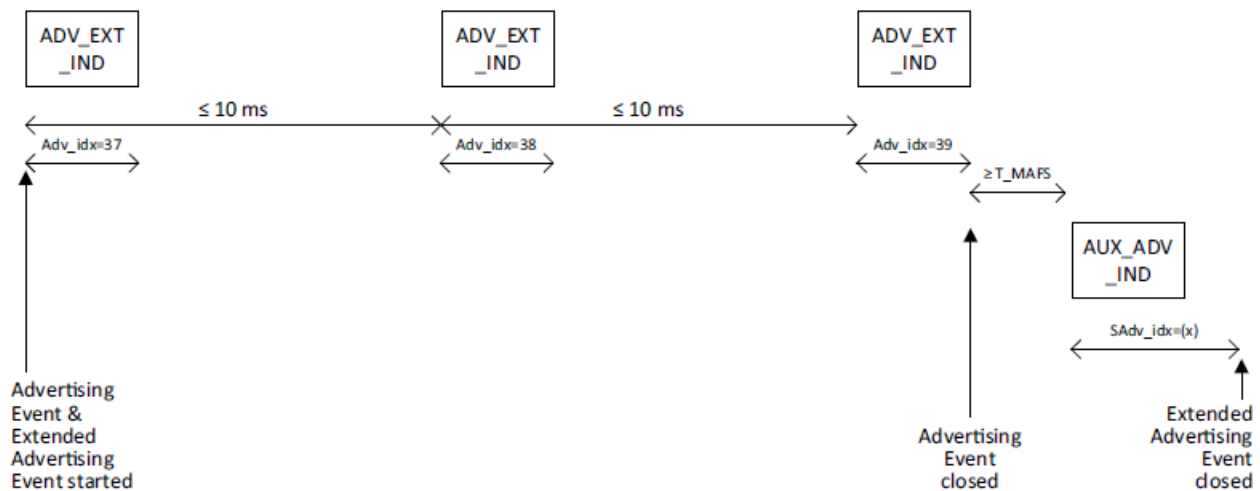 ADV_EXT
_IND
ADV_EXT
_IND
ADV_EXT
_IND
≤ 10 ms
≤ 10 ms
Adv_idx=37
Adv_idx=38
Adv_idx=39
≥T_MAFS
AUX_ADV
_IND
SAdv_idx=(x)
Advertising
Event &
Extended
Advertising
Event started
Advertising
Event
closed
Extended
Advertising
Event
closed